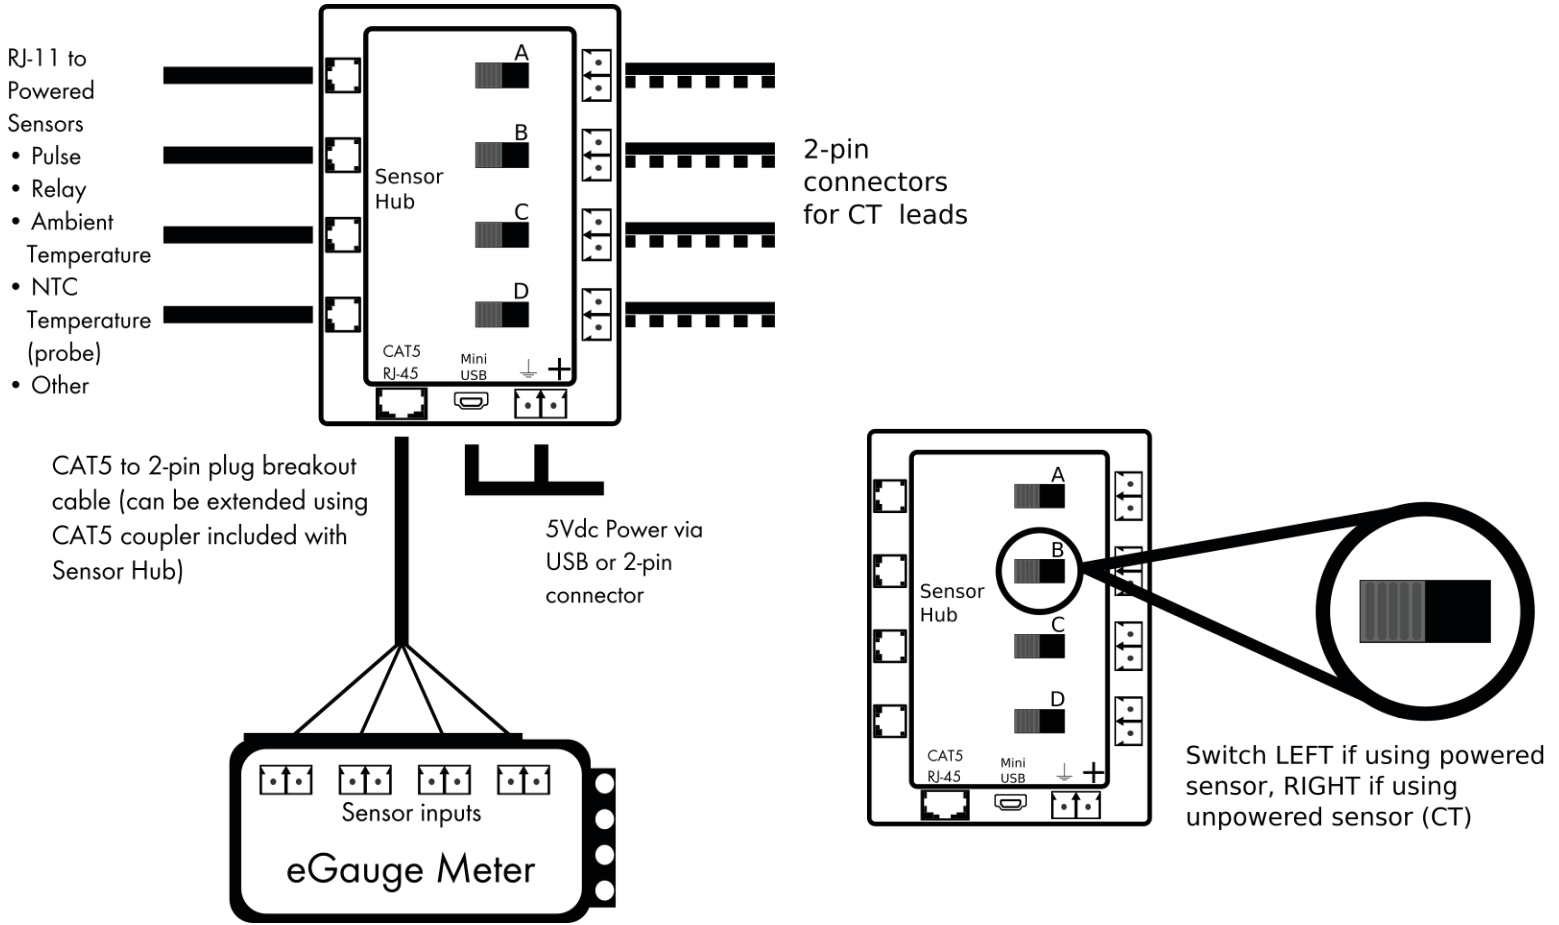 RJ-11 to
Powered
Sensors
• Pulse
• Relay
• Ambient
Temperature
• NTC
Temperature
(probe)
• Other
A
B
Sensor
Hub
C
D
CAT5
RJ-45
Mini
USB
+
2-pin
connectors
for CT leads
CAT5 to 2-pin plug breakout
cable (can be extended using
CAT5 coupler included with
Sensor Hub)
5Vdc Power via
USB or 2-pin
connector
Sensor inputs
eGauge Meter
A
B
Sensor
Hub
C
D
CAT5
RJ-45
Mini
USB
+
Switch LEFT if using powered
sensor, RIGHT if using
unpowered sensor (CT)